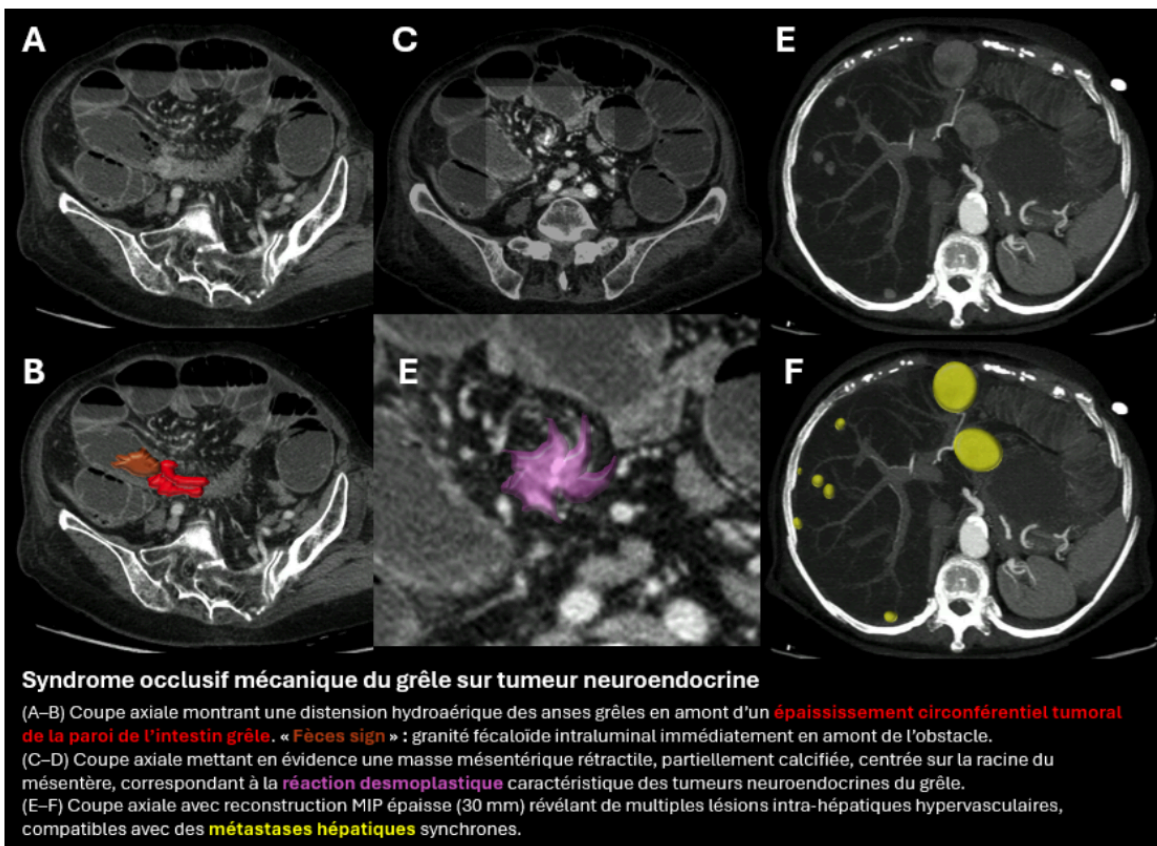 A
C
E
B
E
F
Syndrome occlusif mécanique du grêle sur tumeur neuroendocrine
(A–B) Coupe axiale montrant une distension hydroaérique des anses grêles en amont d'un épaississement circonférentiel tumoral
de la paroi de l'intestin grêle. « Fèces sign » : granité fécaloïde intraluminal immédiatement en amont de l'obstacle.
(C–D) Coupe axiale mettant en évidence une masse mésentérique rétractile, partiellement calcifiée, centrée sur la racine du
mésentère, correspondant à la réaction desmoplastique caractéristique des tumeurs neuroendocrines du grêle.
(E–F) Coupe axiale avec reconstruction MIP épaisse (30 mm) révélant de multiples lésions intra-hépatiques hypervasculaires,
compatibles avec des métastases hépatiques synchrones.